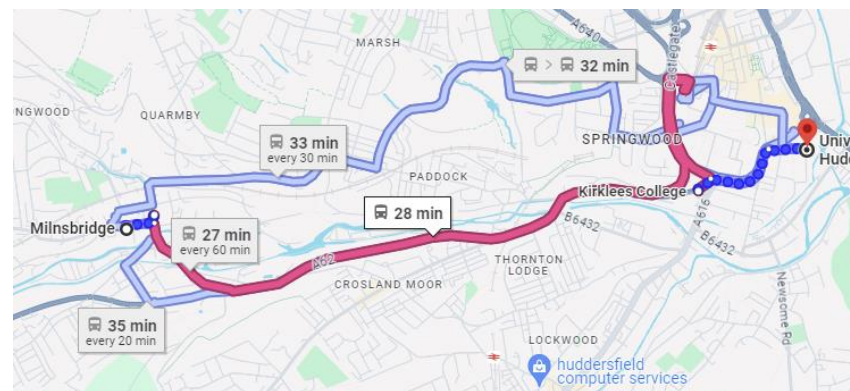 A640
Castlegate
MARSH
> 32 min
NGWOOD
QUARMBY
33 min
every 30 min
SPRINGWOOD
Univ
Hudd
PADDOCK
Kirklees College
28 min
A616
B6432
Milnsbridge
27 min
every 60 min
B6432
A62
THORNTON
LODGE
CROSLAND MOOR
Newsome Rd
35 min
every 20 min
LOCKWOOD
huddersfield
computer services